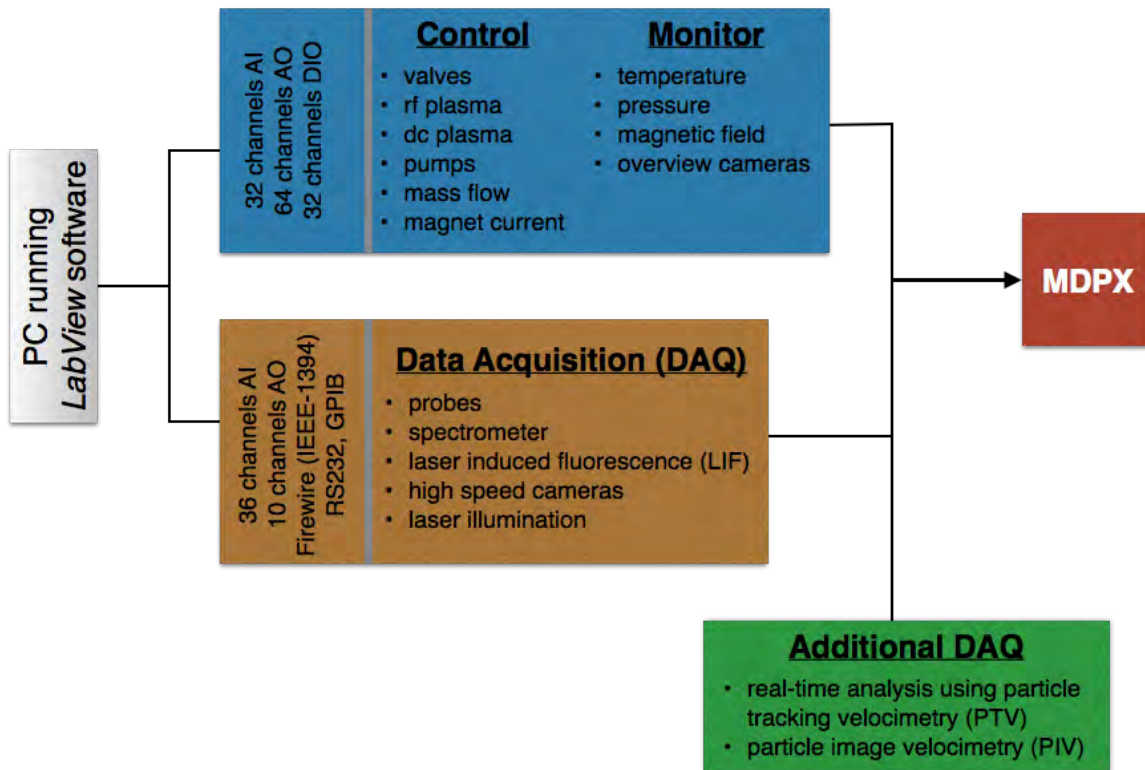 PC running
LabView software
32 channels AI
64 channels AO
32 channels DIO
Control
• valves
• rf plasma
• dc plasma
• pumps
• mass flow
• magnet current
Monitor
• temperature
• pressure
• magnetic field
• overview cameras
36 channels AI
10 channels AO
Firewire (IEEE-1394)
RS232, GPIB
Data Acquisition (DAQ)
• probes
• spectrometer
• laser induced fluorescence (LIF)
• high speed cameras
• laser illumination
MDPX
Additional DAQ
• real-time analysis using particle
tracking velocimetry (PTV)
• particle image velocimetry (PIV)